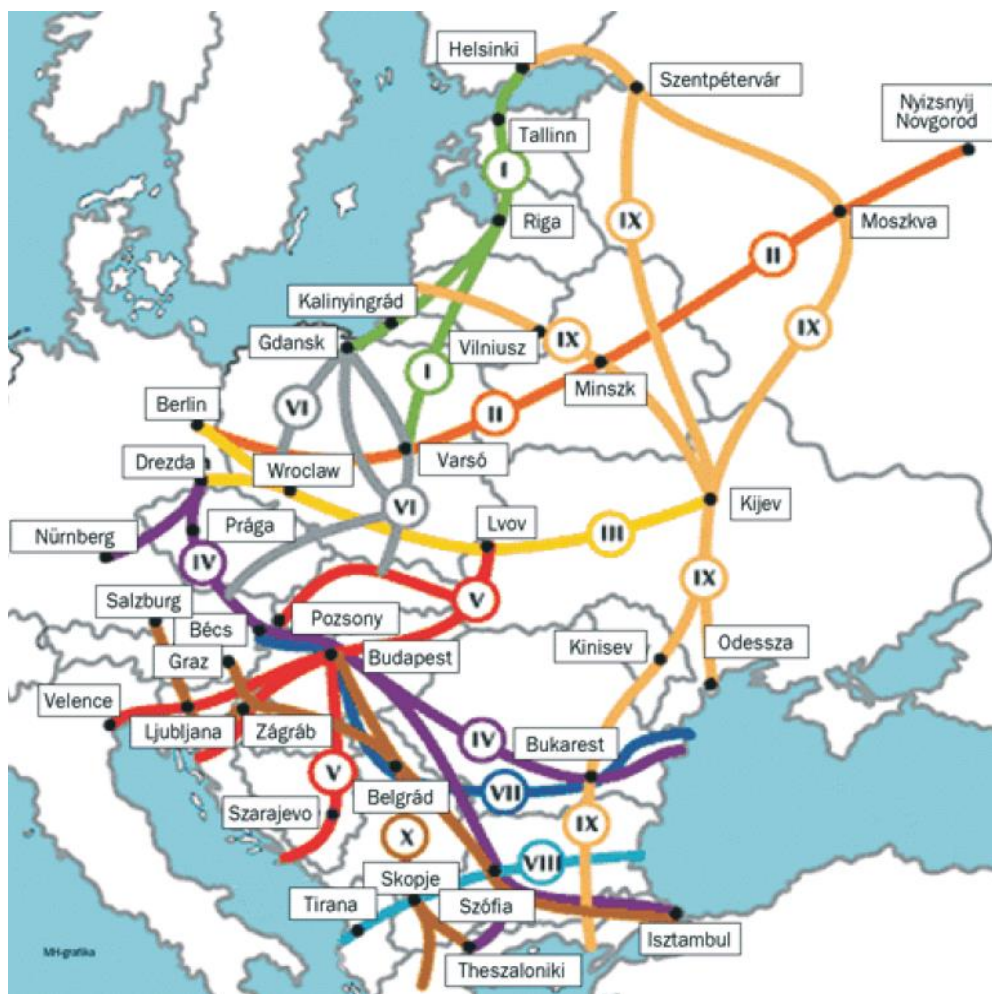 Helsinki
Szentpétervár
Nyizsnyij
Novgorod
Tallinn
I
Riga
IX
Moszkva
II
Kalinyingrád
IX
Gdansk
Vilniusz
IX
I
Minszk
VI
II
Berlin
Varsó
Drezda
Wroclaw
VI
Kijev
Lvov
III
Prága
Nürnberg
IV
IX
V
Salzburg
Pozsony
Bécs
Kinisev
Odessza
Graz
Budapest
Velence
Ljubljana
Zágráb
IV
Bukarest
V
Belgrád
VII
Szarajevo
IX
X
VIII
Skopje
Tirana
Szófia
Isztambul
MH-grafika
Theszaloniki